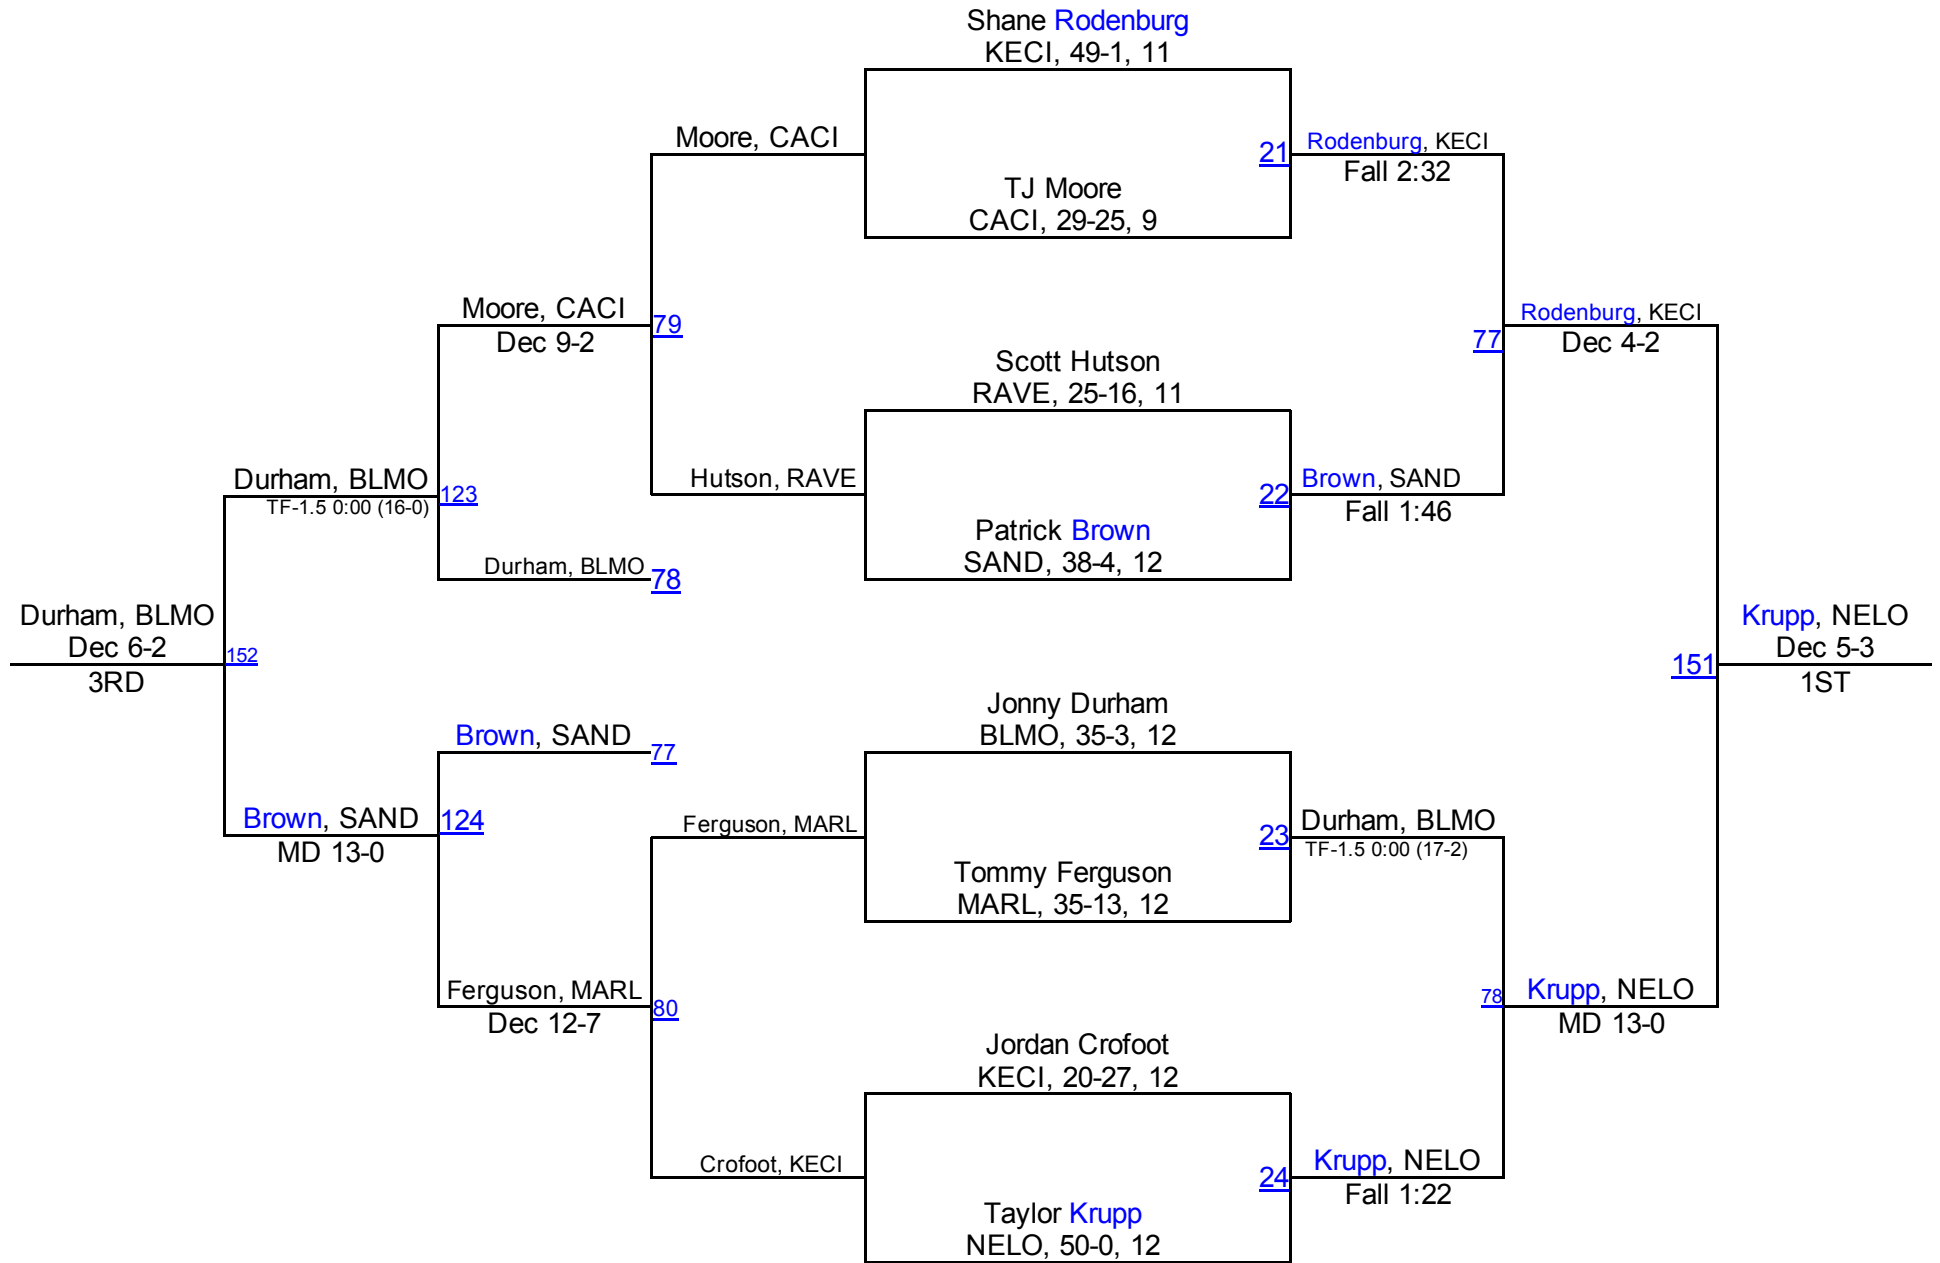 Shane Rodenburg
KECI, 49-1, 11
Moore, CACI
21
Rodenburg, KECI
Fall 2:32
TJ Moore
CACI, 29-25, 9
Moore, CACI
Dec 9-2
79
Rodenburg, KECI
Dec 4-2
77
Scott Hutson
RAVE, 25-16, 11
Durham, BLMO
TF-1.5 0:00 (16-0)
123
Hutson, RAVE
22
Brown, SAND
Fall 1:46
Patrick Brown
SAND, 38-4, 12
Durham, BLMO
78
Durham, BLMO
Dec 6-2
3RD
152
Krupp, NELO
Dec 5-3
1ST
151
Jonny Durham
BLMO, 35-3, 12
Brown, SAND
77
Brown, SAND
MD 13-0
124
Ferguson, MARL
23
Durham, BLMO
TF-1.5 0:00 (17-2)
Tommy Ferguson
MARL, 35-13, 12
Ferguson, MARL
Dec 12-7
80
78
Krupp, NELO
MD 13-0
Jordan Crofoot
KECI, 20-27, 12
Crofoot, KECI
24
Krupp, NELO
Fall 1:22
Taylor Krupp
NELO, 50-0, 12